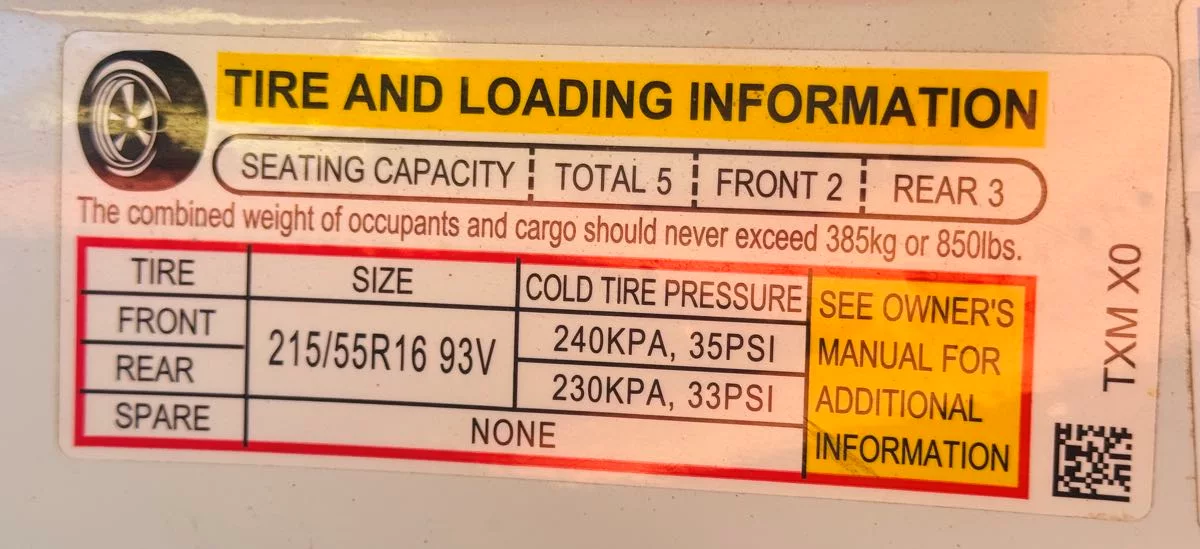 TIRE AND LOADING INFORMATION
SEATING CAPACITY TOTAL 5 FRONT 2 REAR 3
The combined weight of occupants and cargo should never exceed 385kg or 850lbs.
TIRE SIZE COLD TIRE PRESSURE
FRONT 215/55R16 93V 240KPA, 35PSI
REAR 230KPA, 33PSI
SPARE NONE
SEE OWNER'S
MANUAL FOR
ADDITIONAL
INFORMATION
TXM X0